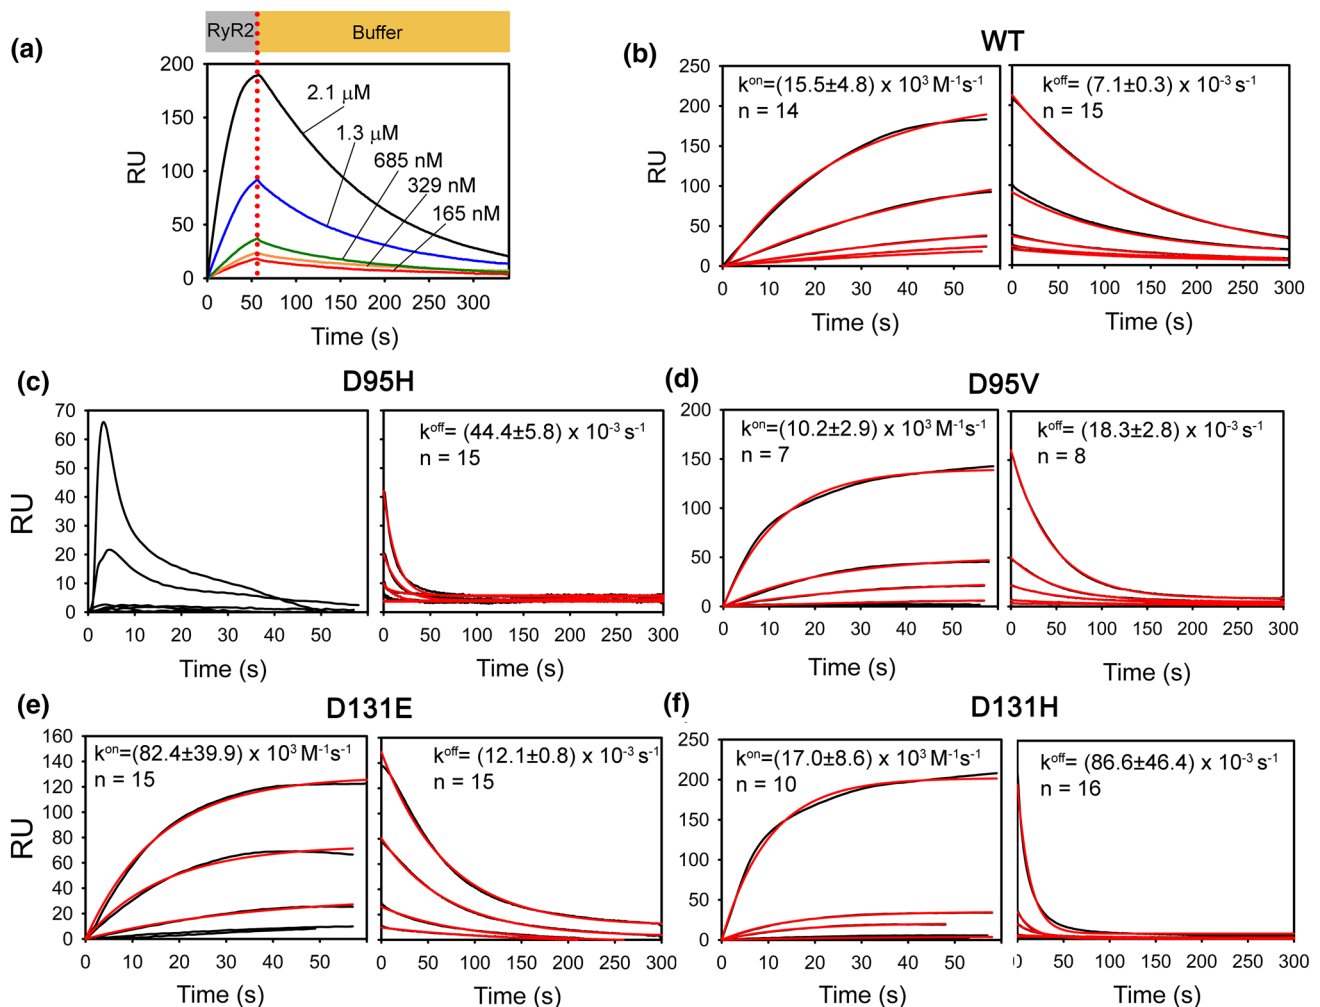 (a)
RyR2
Buffer
200
150
100
50
0
RU
2.1 μM
1.3 μM
685 nM
329 nM
165 nM
0 50 100 150 200 250 300
Time (s)
(b)
WT
250
200
150
100
50
0
RU
k^on=(15.5±4.8) x 10³ M⁻¹s⁻¹
n = 14
0 10 20 30 40 50
Time (s)
k^off= (7.1±0.3) x 10⁻³ s⁻¹
n = 15
0 50 100 150 200 250 300
Time (s)
(c)
D95H
70
60
50
40
30
20
10
0
RU
0 10 20 30 40 50
Time (s)
k^off= (44.4±5.8) x 10⁻³ s⁻¹
n = 15
0 50 100 150 200 250 300
Time (s)
(d)
D95V
200
150
100
50
0
k^on=(10.2±2.9) x 10³ M⁻¹s⁻¹
n = 7
0 10 20 30 40 50
Time (s)
k^off= (18.3±2.8) x 10⁻³ s⁻¹
n = 8
0 50 100 150 200 250 300
Time (s)
(e)
D131E
160
140
120
100
80
60
40
20
0
RU
k^on=(82.4±39.9) x 10³ M⁻¹s⁻¹
n = 15
0 10 20 30 40 50
Time (s)
k^off= (12.1±0.8) x 10⁻³ s⁻¹
n = 15
0 50 100 150 200 250 300
Time (s)
(f)
D131H
250
200
150
100
50
0
k^on=(17.0±8.6) x 10³ M⁻¹s⁻¹
n = 10
0 10 20 30 40 50
Time (s)
k^off= (86.6±46.4) x 10⁻³ s⁻¹
n = 16
0 50 100 150 200 250 300
Time (s)